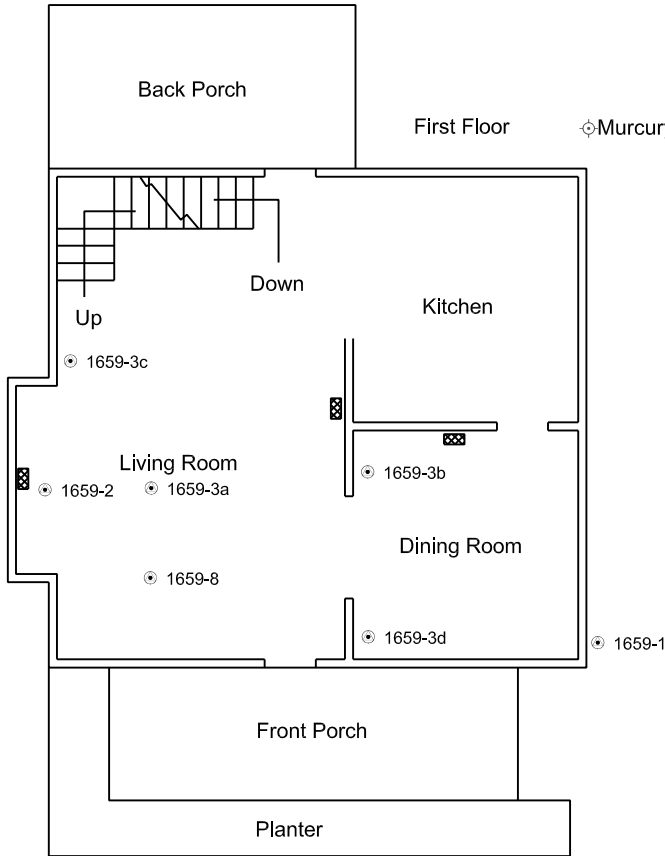 Back Porch
First Floor
Murcury
Down
Kitchen
Up
1659-3c
Living Room
1659-2
1659-3a
1659-3b
Dining Room
1659-8
1659-3d
1659-1
Front Porch
Planter